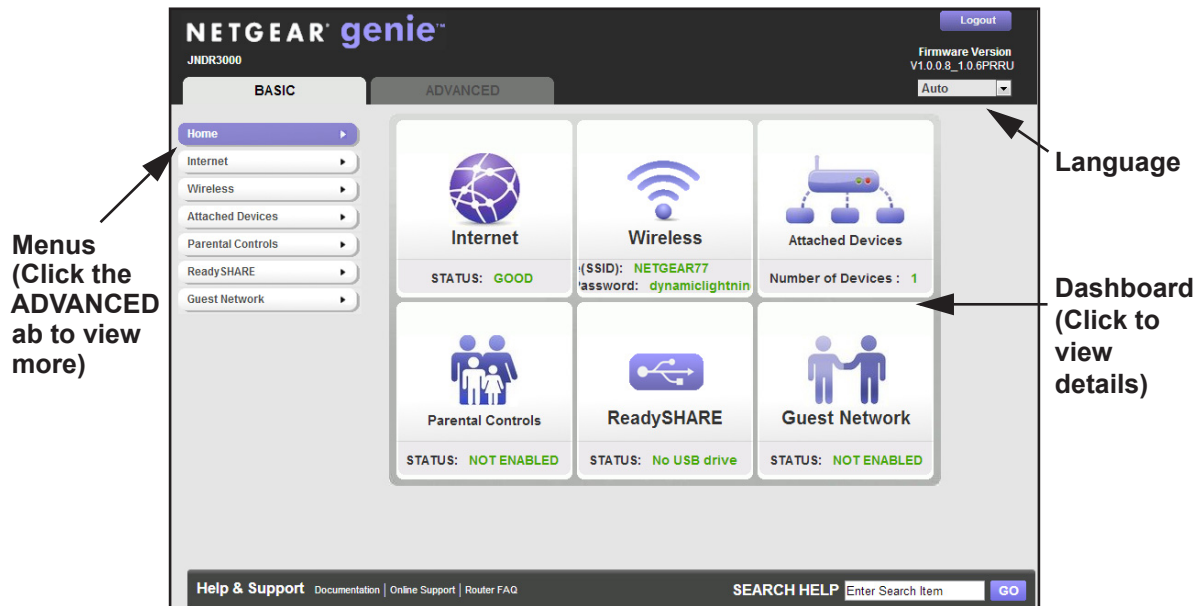 NETGEAR® genie™
Logout
JNDR3000
Firmware Version
V1.0.0.8_1.0.6PRRU
BASIC
ADVANCED
Auto
Home
Internet
Wireless
Attached Devices
Parental Controls
ReadySHARE
Guest Network
Internet
STATUS: GOOD
Wireless
(SSID): NETGEAR77
Password: dynamiclightnin
Attached Devices
Number of Devices : 1
Parental Controls
STATUS: NOT ENABLED
ReadySHARE
STATUS: No USB drive
Guest Network
STATUS: NOT ENABLED
Menus
(Click the
ADVANCED
ab to view
more)
Language
Dashboard
(Click to
view
details)
Help & Support Documentation | Online Support | Router FAQ
SEARCH HELP Enter Search Item GO